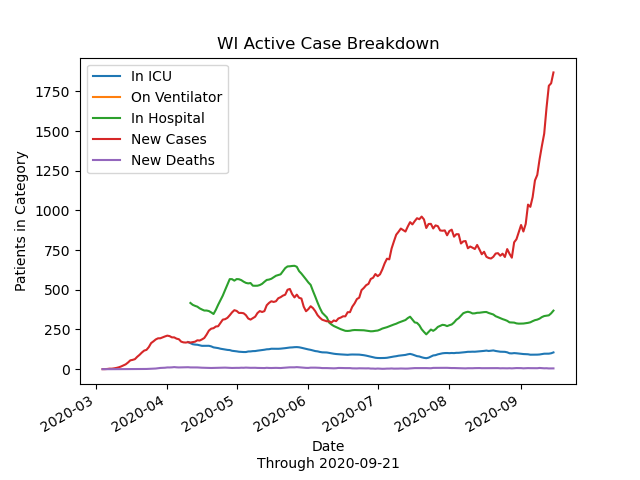 WI Active Case Breakdown
In ICU
On Ventilator
In Hospital
New Cases
New Deaths
Patients in Category
1750
1500
1250
1000
750
500
250
0
2020-03
2020-04
2020-05
2020-06
2020-07
2020-08
2020-09
Date
Through 2020-09-21